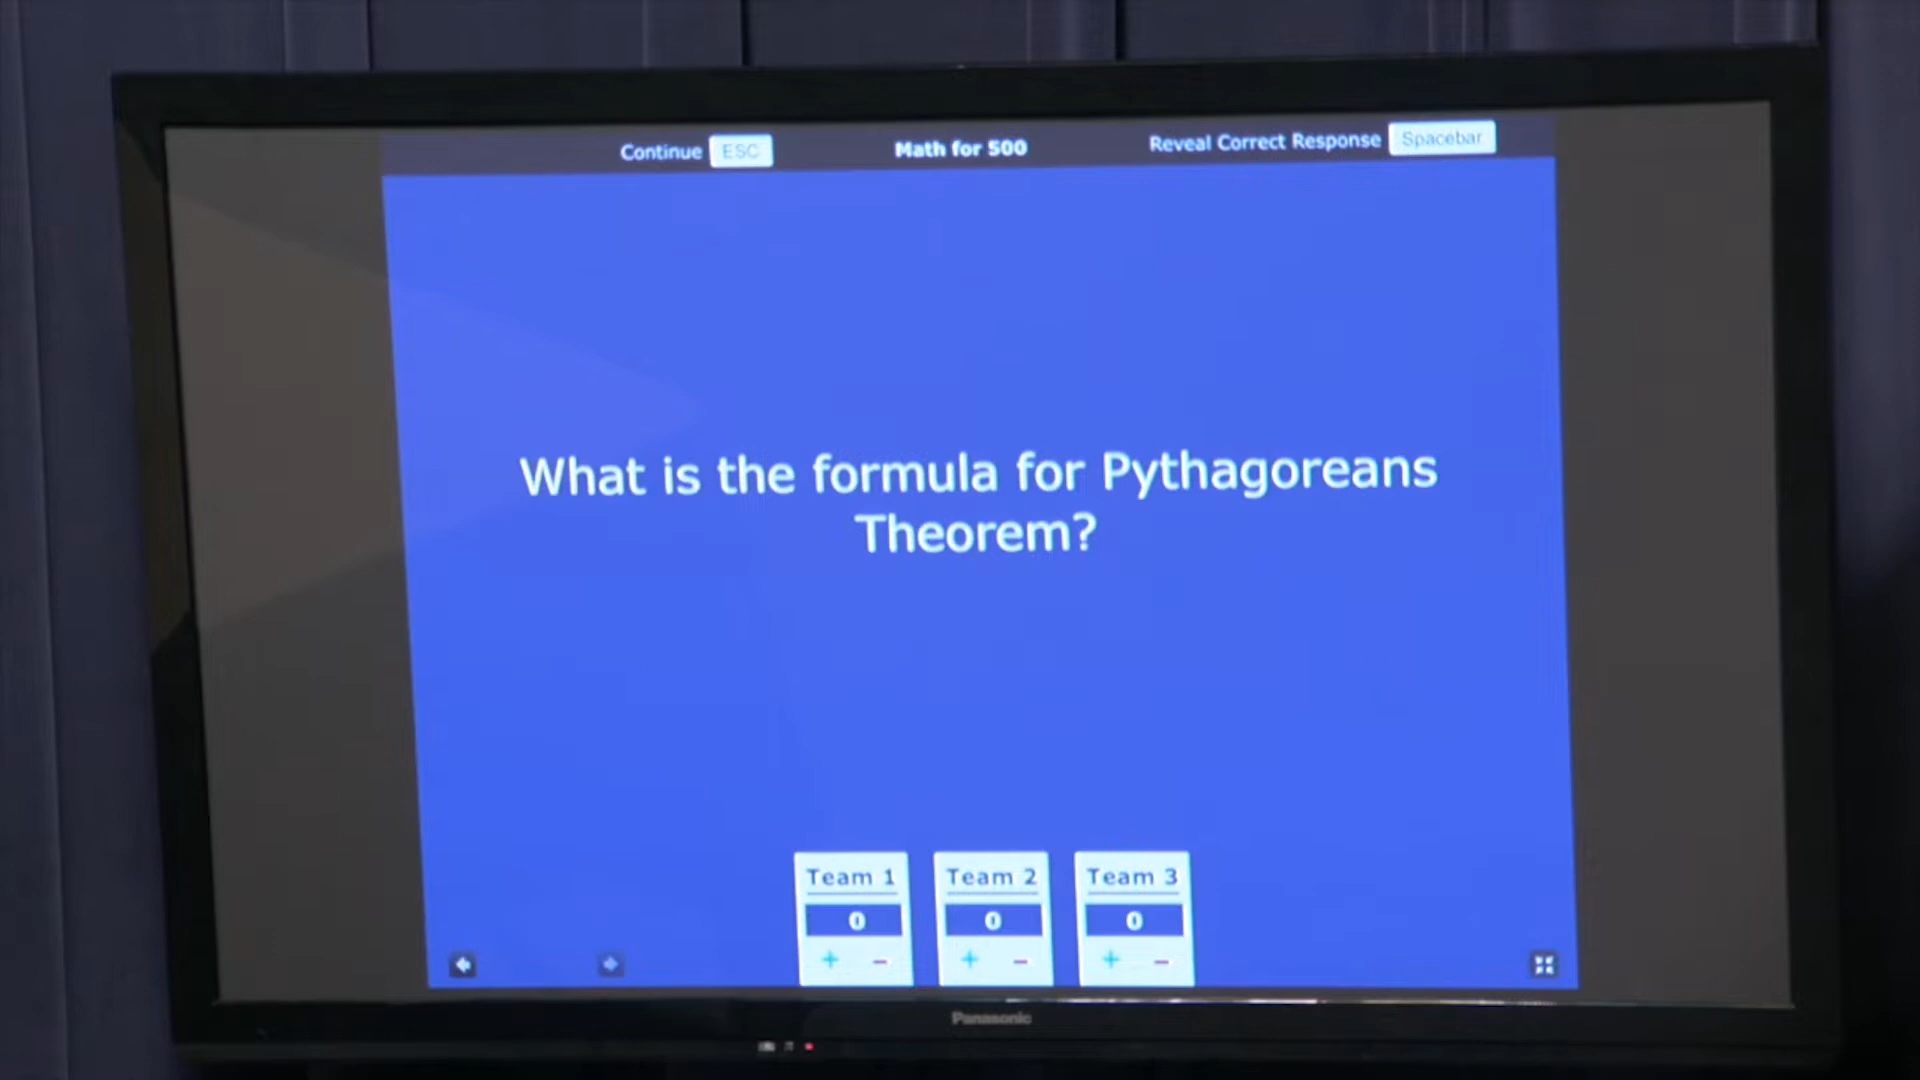 Continue ESC Math for 500 Reveal Correct Response Spacebar
What is the formula for Pythagoreans
Theorem?
Team 1 Team 2 Team 3
0 0 0
+ - + - + -
Panasonic